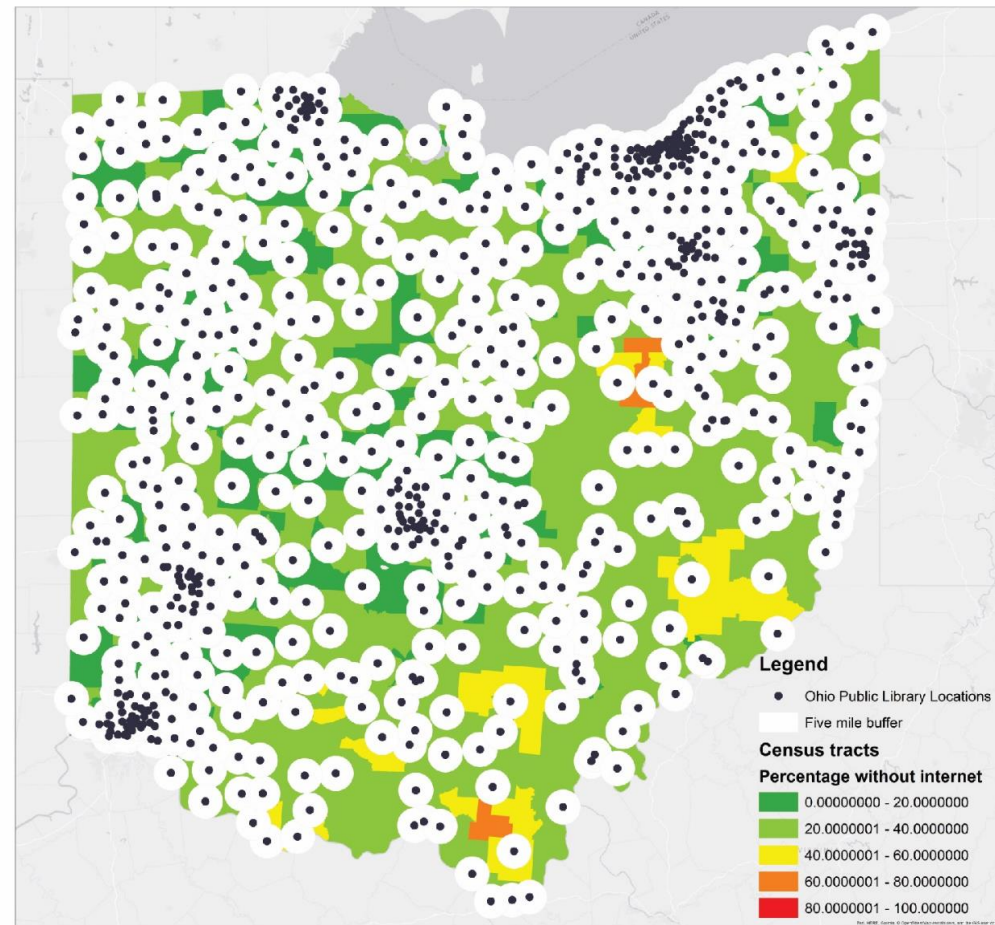 CANADA
UNITED STATES
Legend
Ohio Public Library Locations
Five mile buffer
Census tracts
Percentage without internet
0.00000000 - 20.0000000
20.0000001 - 40.0000000
40.0000001 - 60.0000000
60.0000001 - 80.0000000
80.0000001 - 100.000000